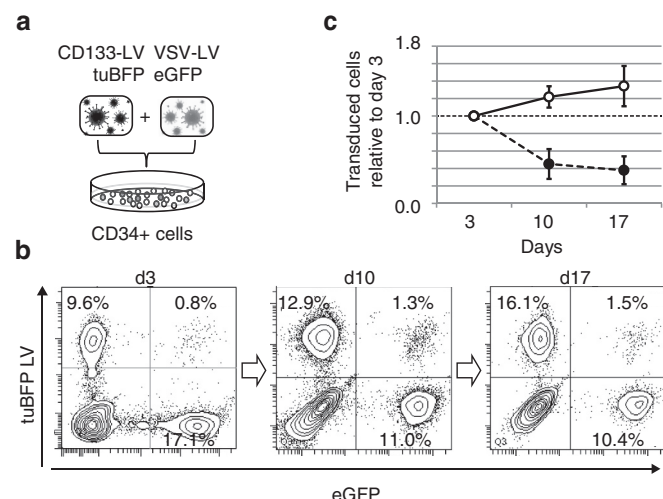 a
CD133-LV VSV-LV
tuBFP eGFP
+
CD34+ cells
c
Transduced cells
relative to day 3
1.8
1.0
0.0
3 10 17
Days
b
d3 d10 d17
tuBFP LV
9.6% 0.8%
17.1%
12.9% 1.3%
11.0%
16.1% 1.5%
Q3
10.4%
eGFP